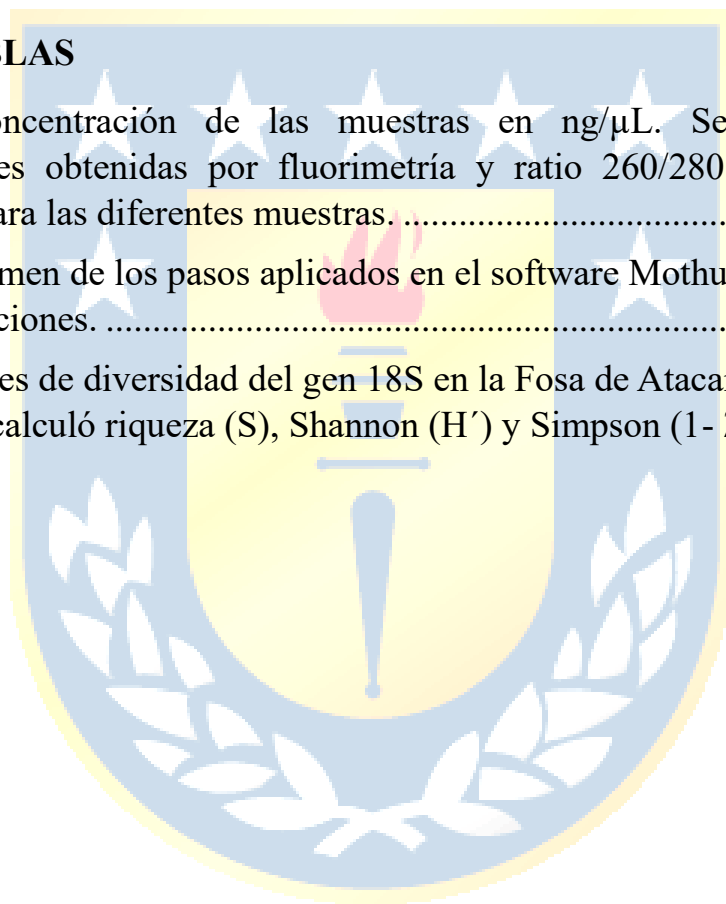 BLAS
oncentración de las muestras en ng/µL. Se
es obtenidas por fluorimetría y ratio 260/280
ara las diferentes muestras. ....................................
men de los pasos aplicados en el software Mothu
ciones. .......................................................................
es de diversidad del gen 18S en la Fosa de Ataca
calculó riqueza (S), Shannon (H´) y Simpson (1-